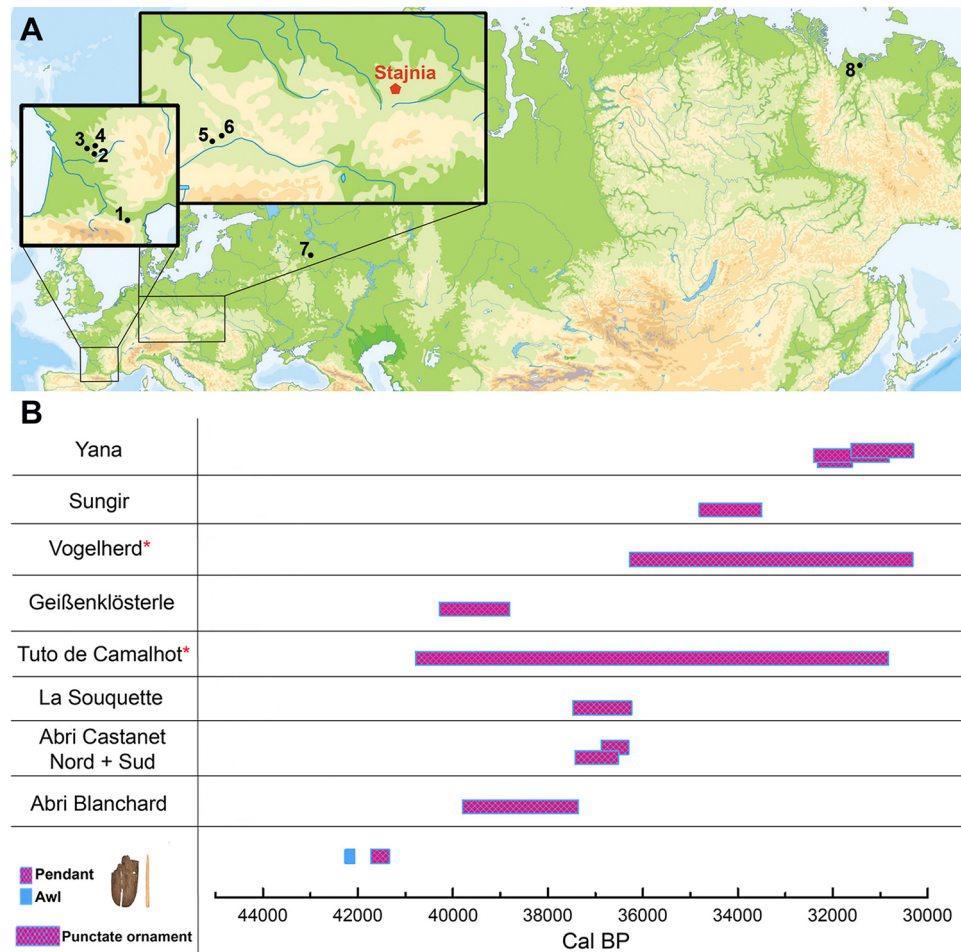 A
Stajnia
8
5 6
3 4
2
1
7
B
Yana
Sungir
Vogelherd*
Geißenklösterle
Tuto de Camalhot*
La Souquette
Abri Castanet
Nord + Sud
Abri Blanchard
Pendant
Awl
Punctate ornament
44000 42000 40000 38000 36000 34000 32000 30000
Cal BP